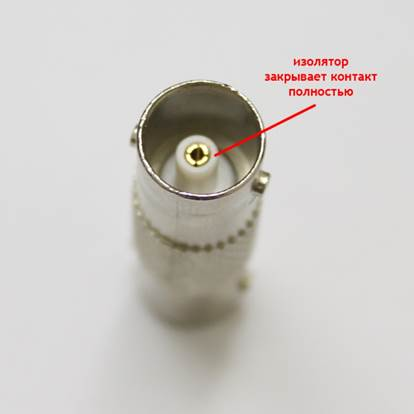 изолятор
закрывает контакт
полностью